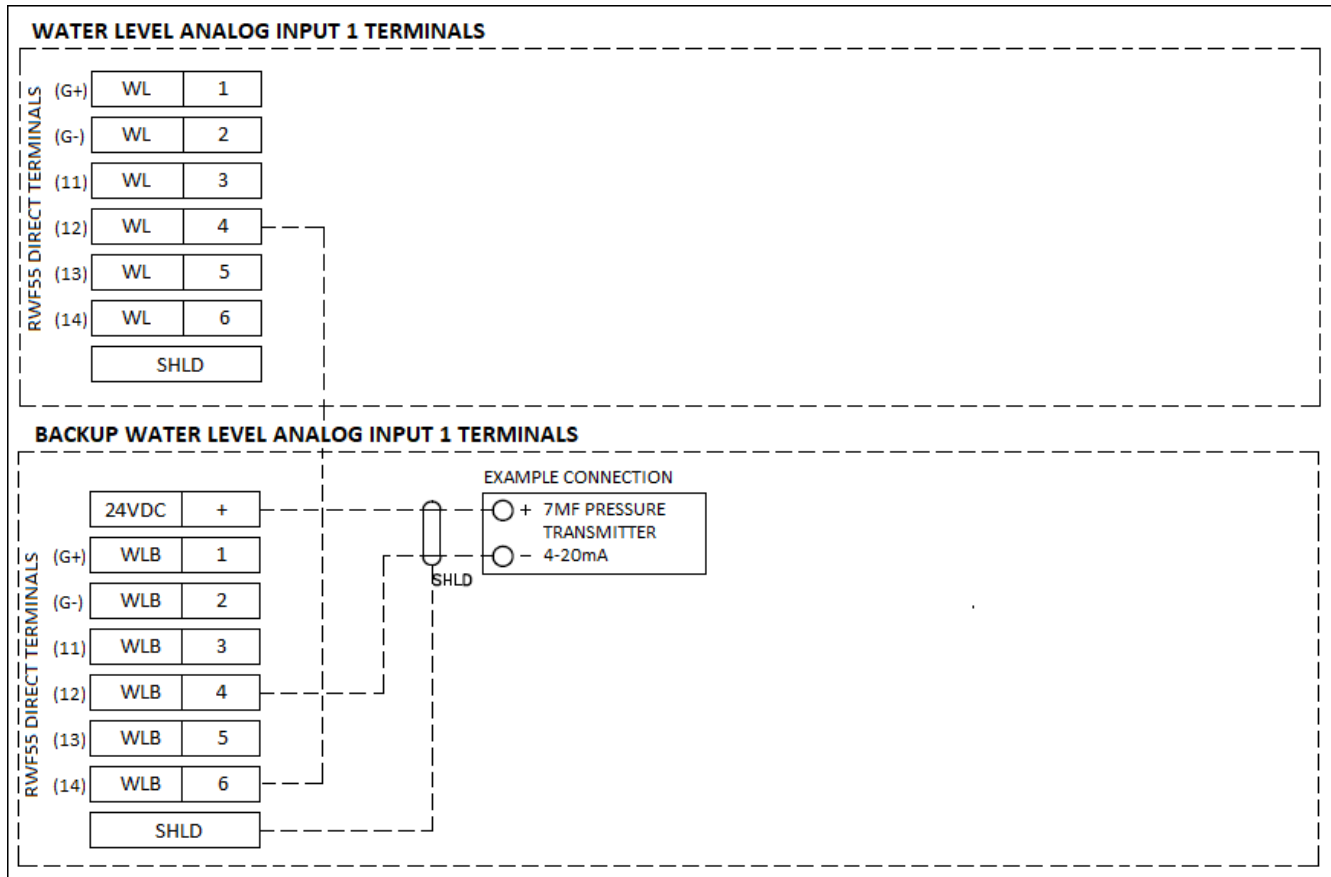 WATER LEVEL ANALOG INPUT 1 TERMINALS
RWF55 DIRECT TERMINALS
(G+) WL 1
(G-) WL 2
(11) WL 3
(12) WL 4
(13) WL 5
(14) WL 6
SHLD
BACKUP WATER LEVEL ANALOG INPUT 1 TERMINALS
RWF55 DIRECT TERMINALS
24VDC +
(G+) WLB 1
(G-) WLB 2
(11) WLB 3
(12) WLB 4
(13) WLB 5
(14) WLB 6
SHLD
EXAMPLE CONNECTION
+ 7MF PRESSURE
TRANSMITTER
– 4-20mA
SHLD